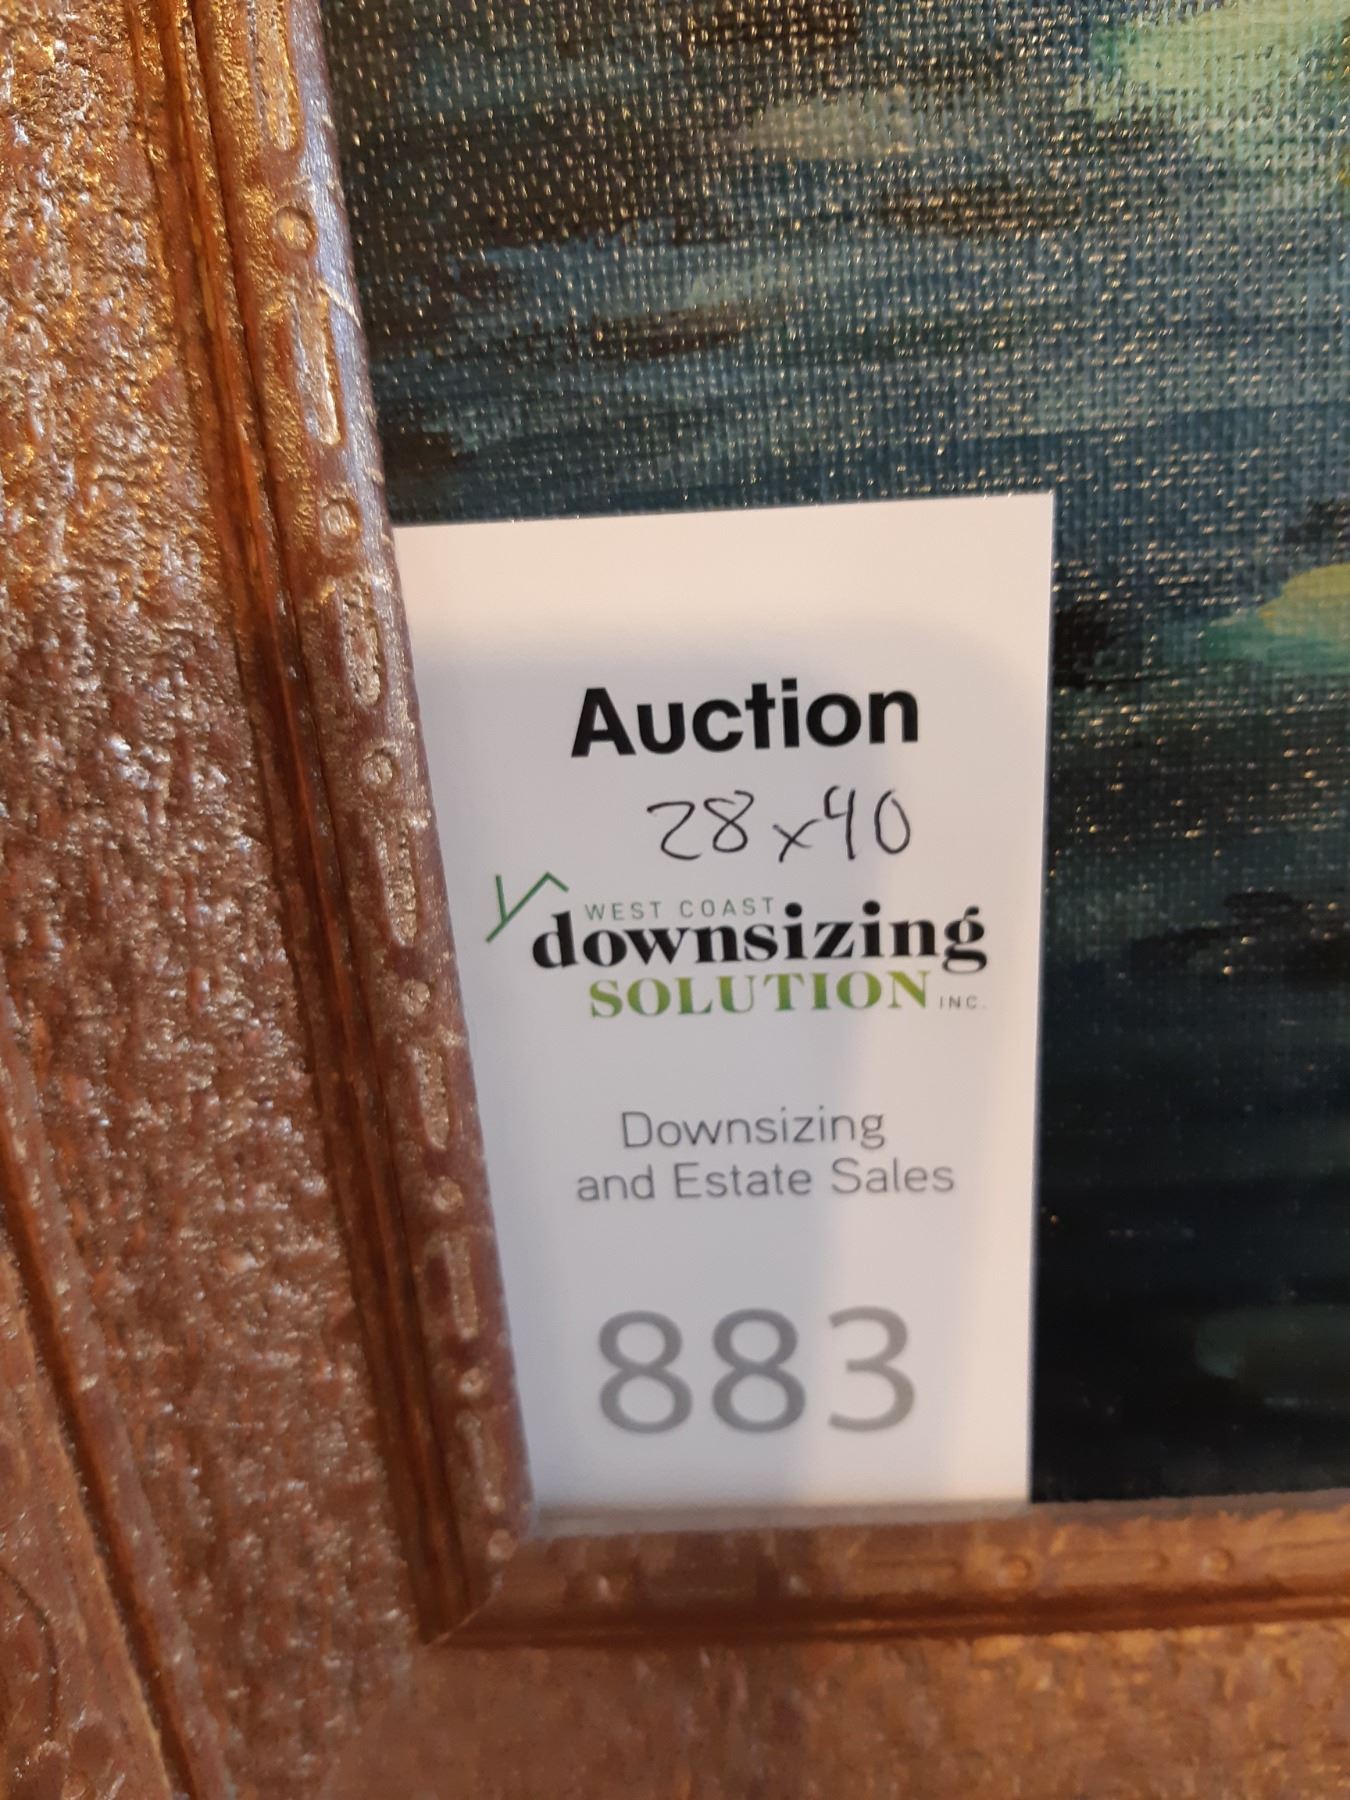 Auction
28x40
WEST COAST
downsizing
SOLUTION INC.
Downsizing
and Estate Sales
883